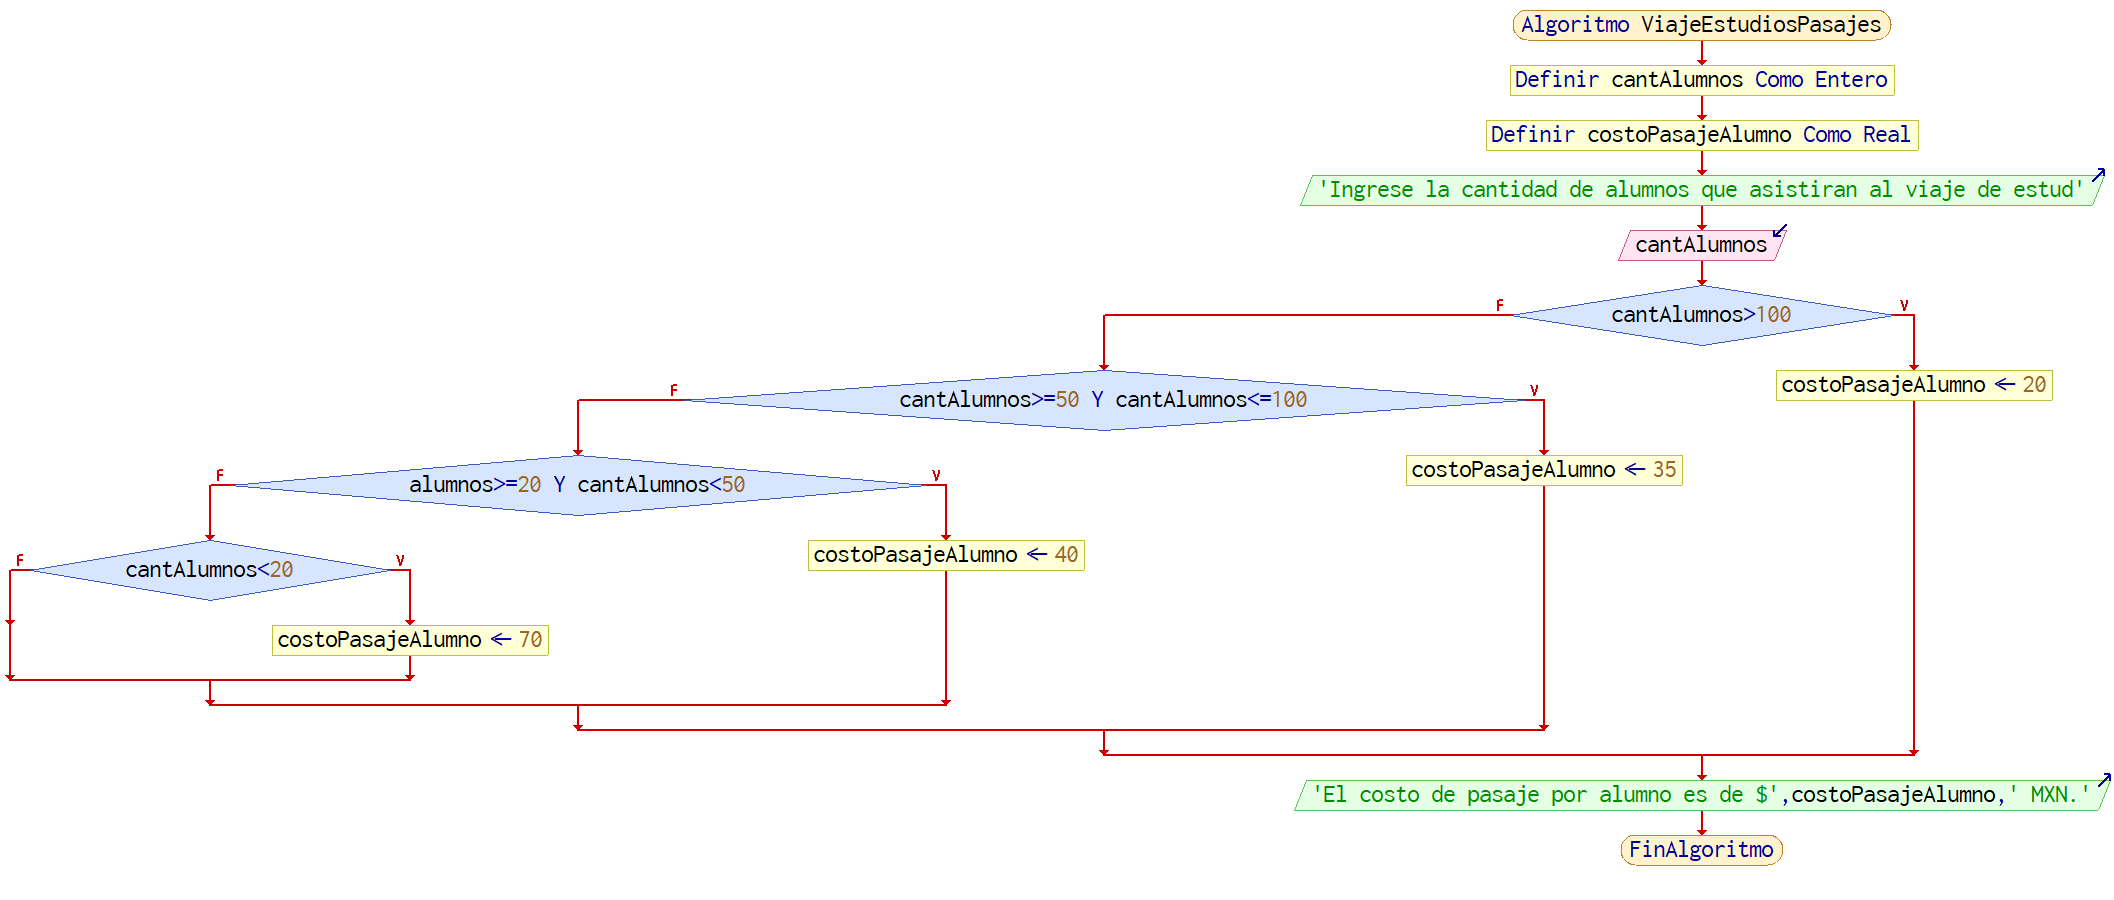 Algoritmo ViajeEstudiosPasajes
Definir cantAlumnos Como Entero
Definir costoPasajeAlumno Como Real
'Ingrese la cantidad de alumnos que asistiran al viaje de estud'
cantAlumnos
F
V
cantAlumnos>100
costoPasajeAlumno ← 20
F
V
cantAlumnos>=50 Y cantAlumnos<=100
costoPasajeAlumno ← 35
F
V
alumnos>=20 Y cantAlumnos<50
costoPasajeAlumno ← 40
F
V
cantAlumnos<20
costoPasajeAlumno ← 70
'El costo de pasaje por alumno es de $',costoPasajeAlumno,' MXN.'
FinAlgoritmo